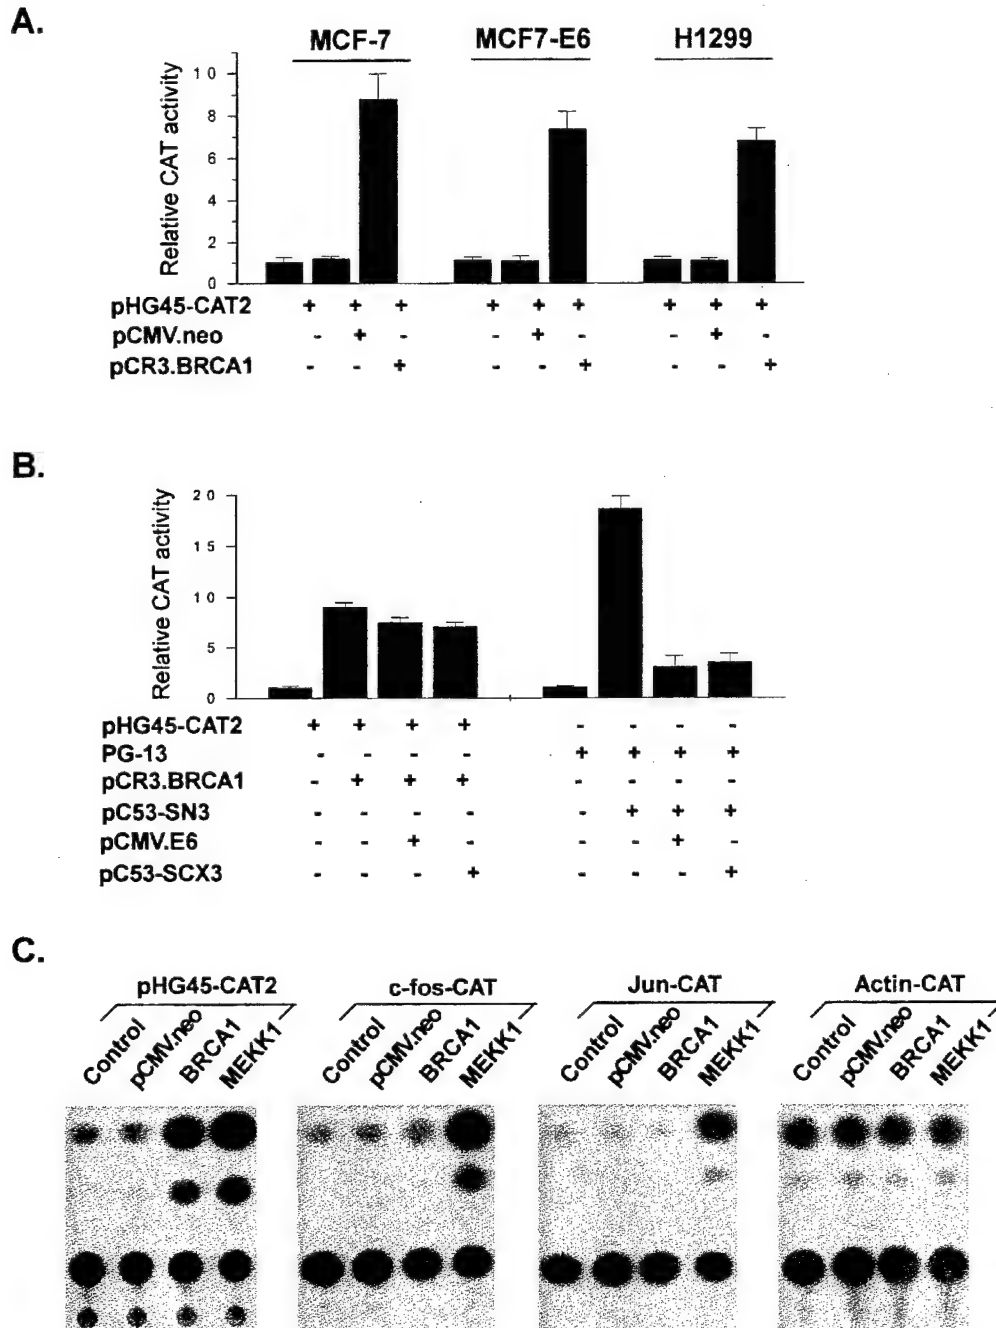 A.
MCF-7 MCF7-E6 H1299
Relative CAT activity
10
8
6
4
2
0
pHG45-CAT2 + + + + + + + + +
pCMV.neo - + - - + - - + -
pCR3.BRCA1 - - + - - + - - +
B.
Relative CAT activity
20
15
10
5
0
pHG45-CAT2 + + + + - - - -
PG-13 - - - - + + + +
pCR3.BRCA1 - + + + - - - -
pC53-SN3 - - - - - + + +
pCMV.E6 - - + - - - + -
pC53-SCX3 - - - + - - - +
C.
pHG45-CAT2 c-fos-CAT Jun-CAT Actin-CAT
Control pCMV.neo BRCA1 MEKK1 Control pCMV.neo BRCA1 MEKK1 Control pCMV.neo BRCA1 MEKK1 Control pCMV.neo BRCA1 MEKK1